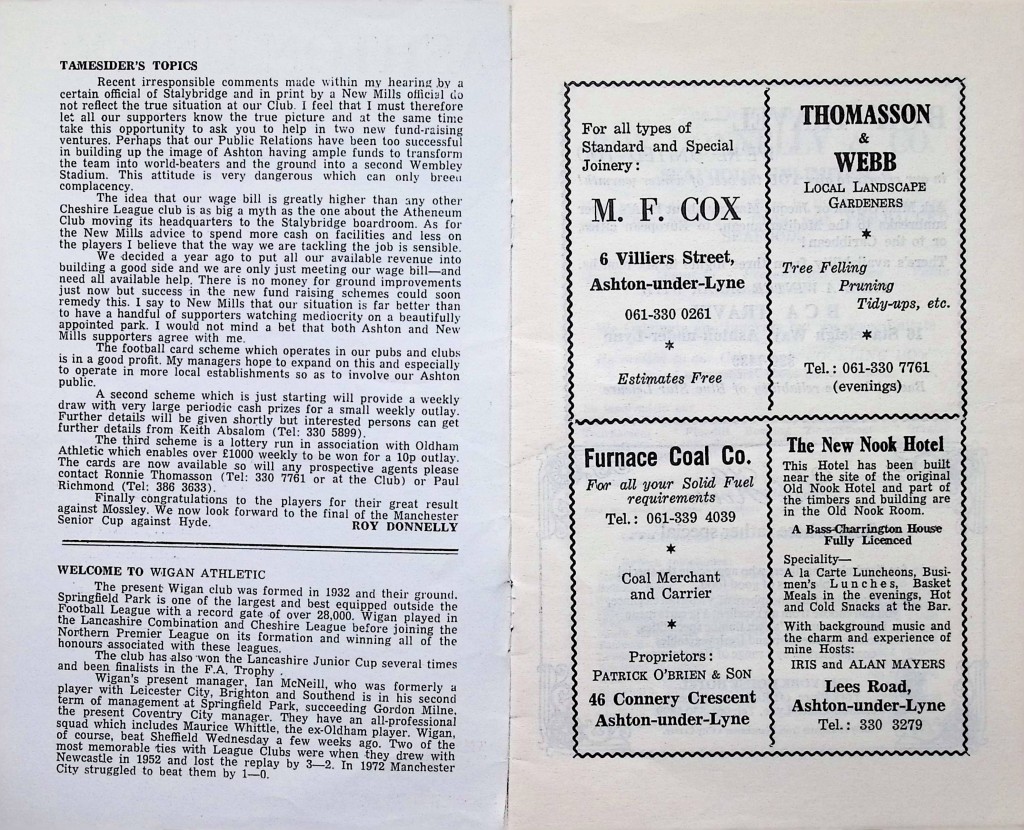 TAMESIDER'S TOPICS
Recent irresponsible comments made within my hearing by a
certain official of Stalybridge and in print by a New Mills official do
not reflect the true situation at our Club. I feel that I must therefore
let all our supporters know the true picture and at the same time
take this opportunity to ask you to help in two new fund-raising
ventures. Perhaps that our Public Relations have been too successful
in building up the image of Ashton having ample funds to transform
the team into world-beaters and the ground into a second Wembley
Stadium. This attitude is very dangerous which can only breed
complacency.
The idea that our wage bill is greatly higher than any other
Cheshire League club is as big a myth as the one about the Atheneum
Club moving its headquarters to the Stalybridge boardroom. As for
the New Mills advice to spend more cash on facilities and less on
the players I believe that the way we are tackling the job is sensible.
We decided a year ago to put all our available revenue into
building a good side and we are only just meeting our wage bill—and
need all available help. There is no money for ground improvements
just now but success in the new fund raising schemes could soon
remedy this. I say to New Mills that our situation is far better than
to have a handful of supporters watching mediocrity on a beautifully
appointed park. I would not mind a bet that both Ashton and New
Mills supporters agree with me.
The football card scheme which operates in our pubs and clubs
is in a good profit. My managers hope to expand on this and especially
to operate in more local establishments so as to involve our Ashton
public.
A second scheme which is just starting will provide a weekly
draw with very large periodic cash prizes for a small weekly outlay.
Further details will be given shortly but interested persons can get
further details from Keith Absalom (Tel: 330 5899).
The third scheme is a lottery run in association with Oldham
Athletic which enables over £1000 weekly to be won for a 10p outlay.
The cards are now available so will any prospective agents please
contact Ronnie Thomasson (Tel: 330 7761 or at the Club) or Paul
Richmond (Tel: 386 3633).
Finally congratulations to the players for their great result
against Mossley. We now look forward to the final of the Manchester
Senior Cup against Hyde. ROY DONNELLY
WELCOME TO WIGAN ATHLETIC
The present Wigan club was formed in 1932 and their ground,
Springfield Park is one of the largest and best equipped outside the
Football League with a record gate of over 28,000. Wigan played in
the Lancashire Combination and Cheshire League before joining the
Northern Premier League on its formation and winning all of the
honours associated with these leagues.
The club has also won the Lancashire Junior Cup several times
and been finalists in the F.A. Trophy .
Wigan's present manager, Ian McNeill, who was formerly a
player with Leicester City, Brighton and Southend is in his second
term of management at Springfield Park, succeeding Gordon Milne,
the present Coventry City manager. They have an all-professional
squad which includes Maurice Whittle, the ex-Oldham player. Wigan,
of course, beat Sheffield Wednesday a few weeks ago. Two of the
most memorable ties with League Clubs were when they drew with
Newcastle in 1952 and lost the replay by 3—2. In 1972 Manchester
City struggled to beat them by 1—0.
For all types of
Standard and Special
Joinery :
M. F. COX
6 Villiers Street,
Ashton-under-Lyne
061-330 0261
*
Estimates Free
THOMASSON
&
WEBB
LOCAL LANDSCAPE
GARDENERS
*
Tree Felling
Pruning
Tidy-ups, etc.
*
Tel. : 061-330 7761
(evenings)
Furnace Coal Co.
For all your Solid Fuel
requirements
Tel. : 061-339 4039
*
Coal Merchant
and Carrier
*
Proprietors :
PATRICK O'BRIEN & SON
46 Connery Crescent
Ashton-under-Lyne
The New Nook Hotel
This Hotel has been built
near the site of the original
Old Nook Hotel and part of
the timbers and building are
in the Old Nook Room.
A Bass-Charrington House
Fully Licenced
Speciality—
A la Carte Luncheons, Busi-
men's Lunches, Basket
Meals in the evenings, Hot
and Cold Snacks at the Bar.
With background music and
the charm and experience of
mine Hosts:
IRIS and ALAN MAYERS
Lees Road,
Ashton-under-Lyne
Tel. : 330 3279